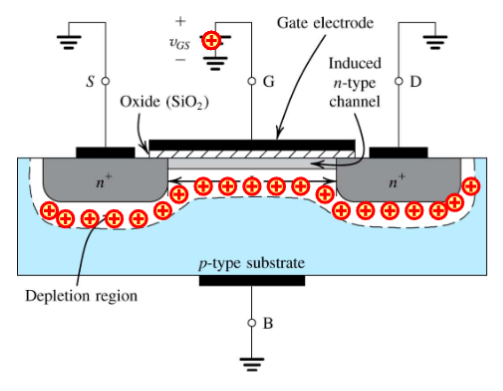 +
Gate electrode
vGS
−
Induced
n-type
channel
S
G
D
Oxide (SiO2)
n+
n+
p-type substrate
Depletion region
B